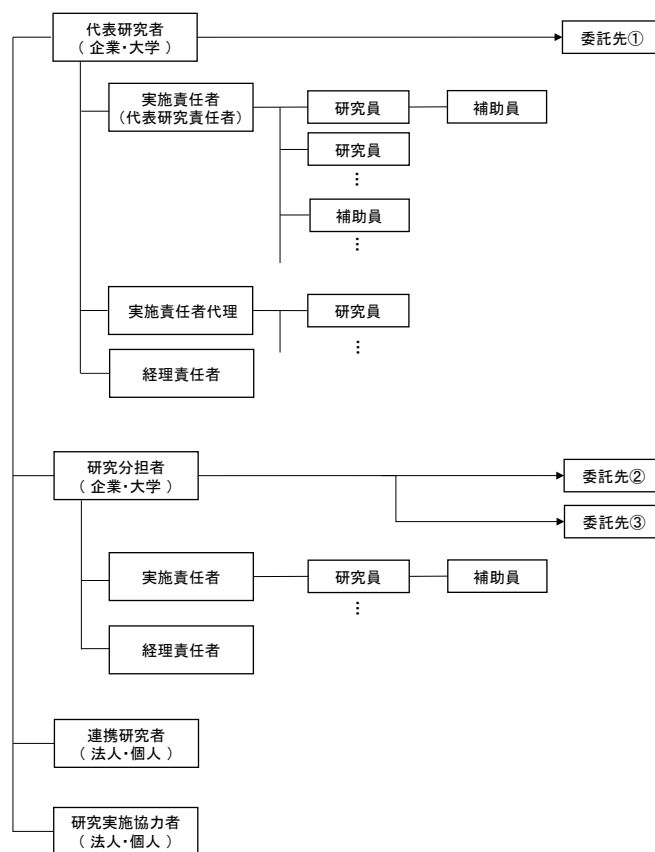 代表研究者
（ 企業・大学 ）
委託先①
実施責任者
（代表研究責任者）
研究員
補助員
研究員
…
補助員
…
実施責任者代理
研究員
…
経理責任者
研究分担者
（ 企業・大学 ）
委託先②
委託先③
実施責任者
研究員
補助員
…
経理責任者
連携研究者
（ 法人・個人 ）
研究実施協力者
（ 法人・個人 ）